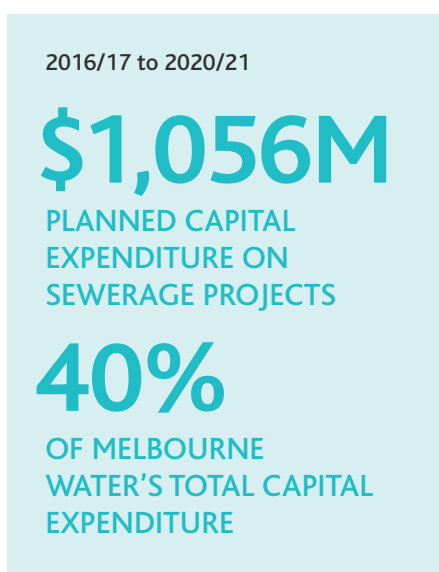 2016/17 to 2020/21
$1,056M
PLANNED CAPITAL
EXPENDITURE ON
SEWERAGE PROJECTS
40%
OF MELBOURNE
WATER’S TOTAL CAPITAL
EXPENDITURE